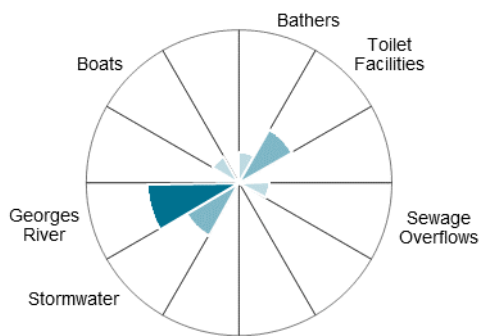 Bathers
Toilet
Facilities
Boats
Georges
River
Sewage
Overflows
Stormwater